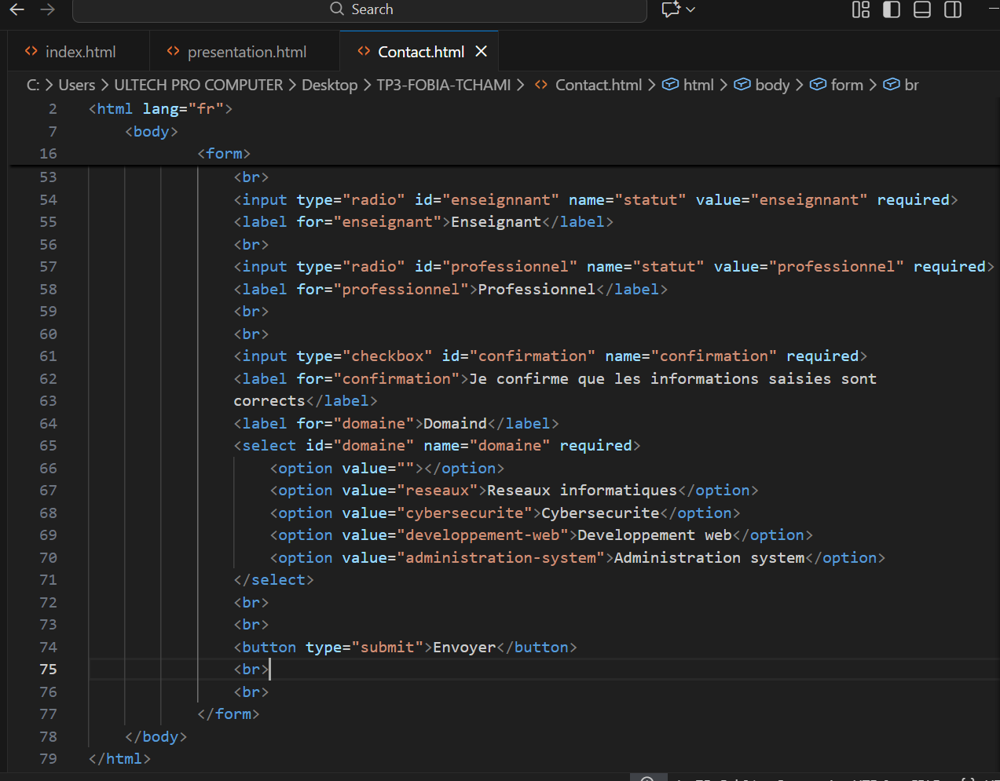 Search
index.html
presentation.html
Contact.html
C: > Users > ULTECH PRO COMPUTER > Desktop > TP3-FOBIA-TCHAMI > Contact.html > html > body > form > br
2 <html lang="fr">
7 <body>
16 <form>
53 <br>
54 <input type="radio" id="enseignnant" name="statut" value="enseignnant" required>
55 <label for="enseignant">Enseignant</label>
56 <br>
57 <input type="radio" id="professionnel" name="statut" value="professionnel" required>
58 <label for="professionnel">Professionnel</label>
59 <br>
60 <br>
61 <input type="checkbox" id="confirmation" name="confirmation" required>
62 <label for="confirmation">Je confirme que les informations saisies sont
63 corrects</label>
64 <label for="domaine">Domaind</label>
65 <select id="domaine" name="domaine" required>
66 <option value=""></option>
67 <option value="reseaux">Reseaux informatiques</option>
68 <option value="cybersecurite">Cybersecurite</option>
69 <option value="developpement-web">Developpement web</option>
70 <option value="administration-system">Administration system</option>
71 </select>
72 <br>
73 <br>
74 <button type="submit">Envoyer</button>
75 <br>
76 <br>
77 </form>
78 </body>
79 </html>